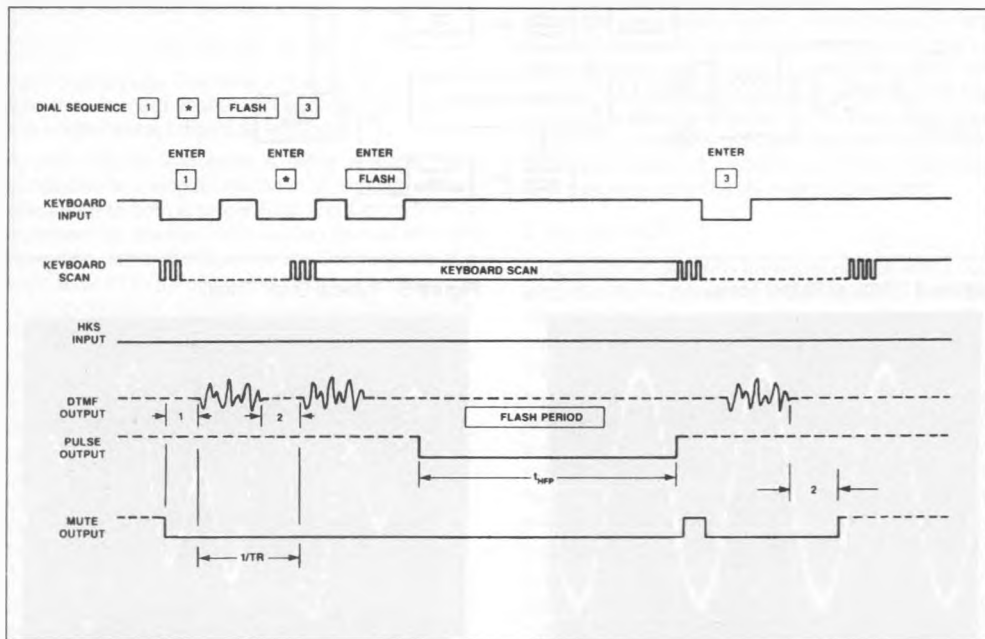 DIAL SEQUENCE 1 * FLASH 3
ENTER ENTER ENTER ENTER
1 * FLASH 3
KEYBOARD INPUT
KEYBOARD SCAN
KEYBOARD SCAN
HKS INPUT
DTMF OUTPUT
1 2
FLASH PERIOD
PULSE OUTPUT
tHFP
2
MUTE OUTPUT
1/TR